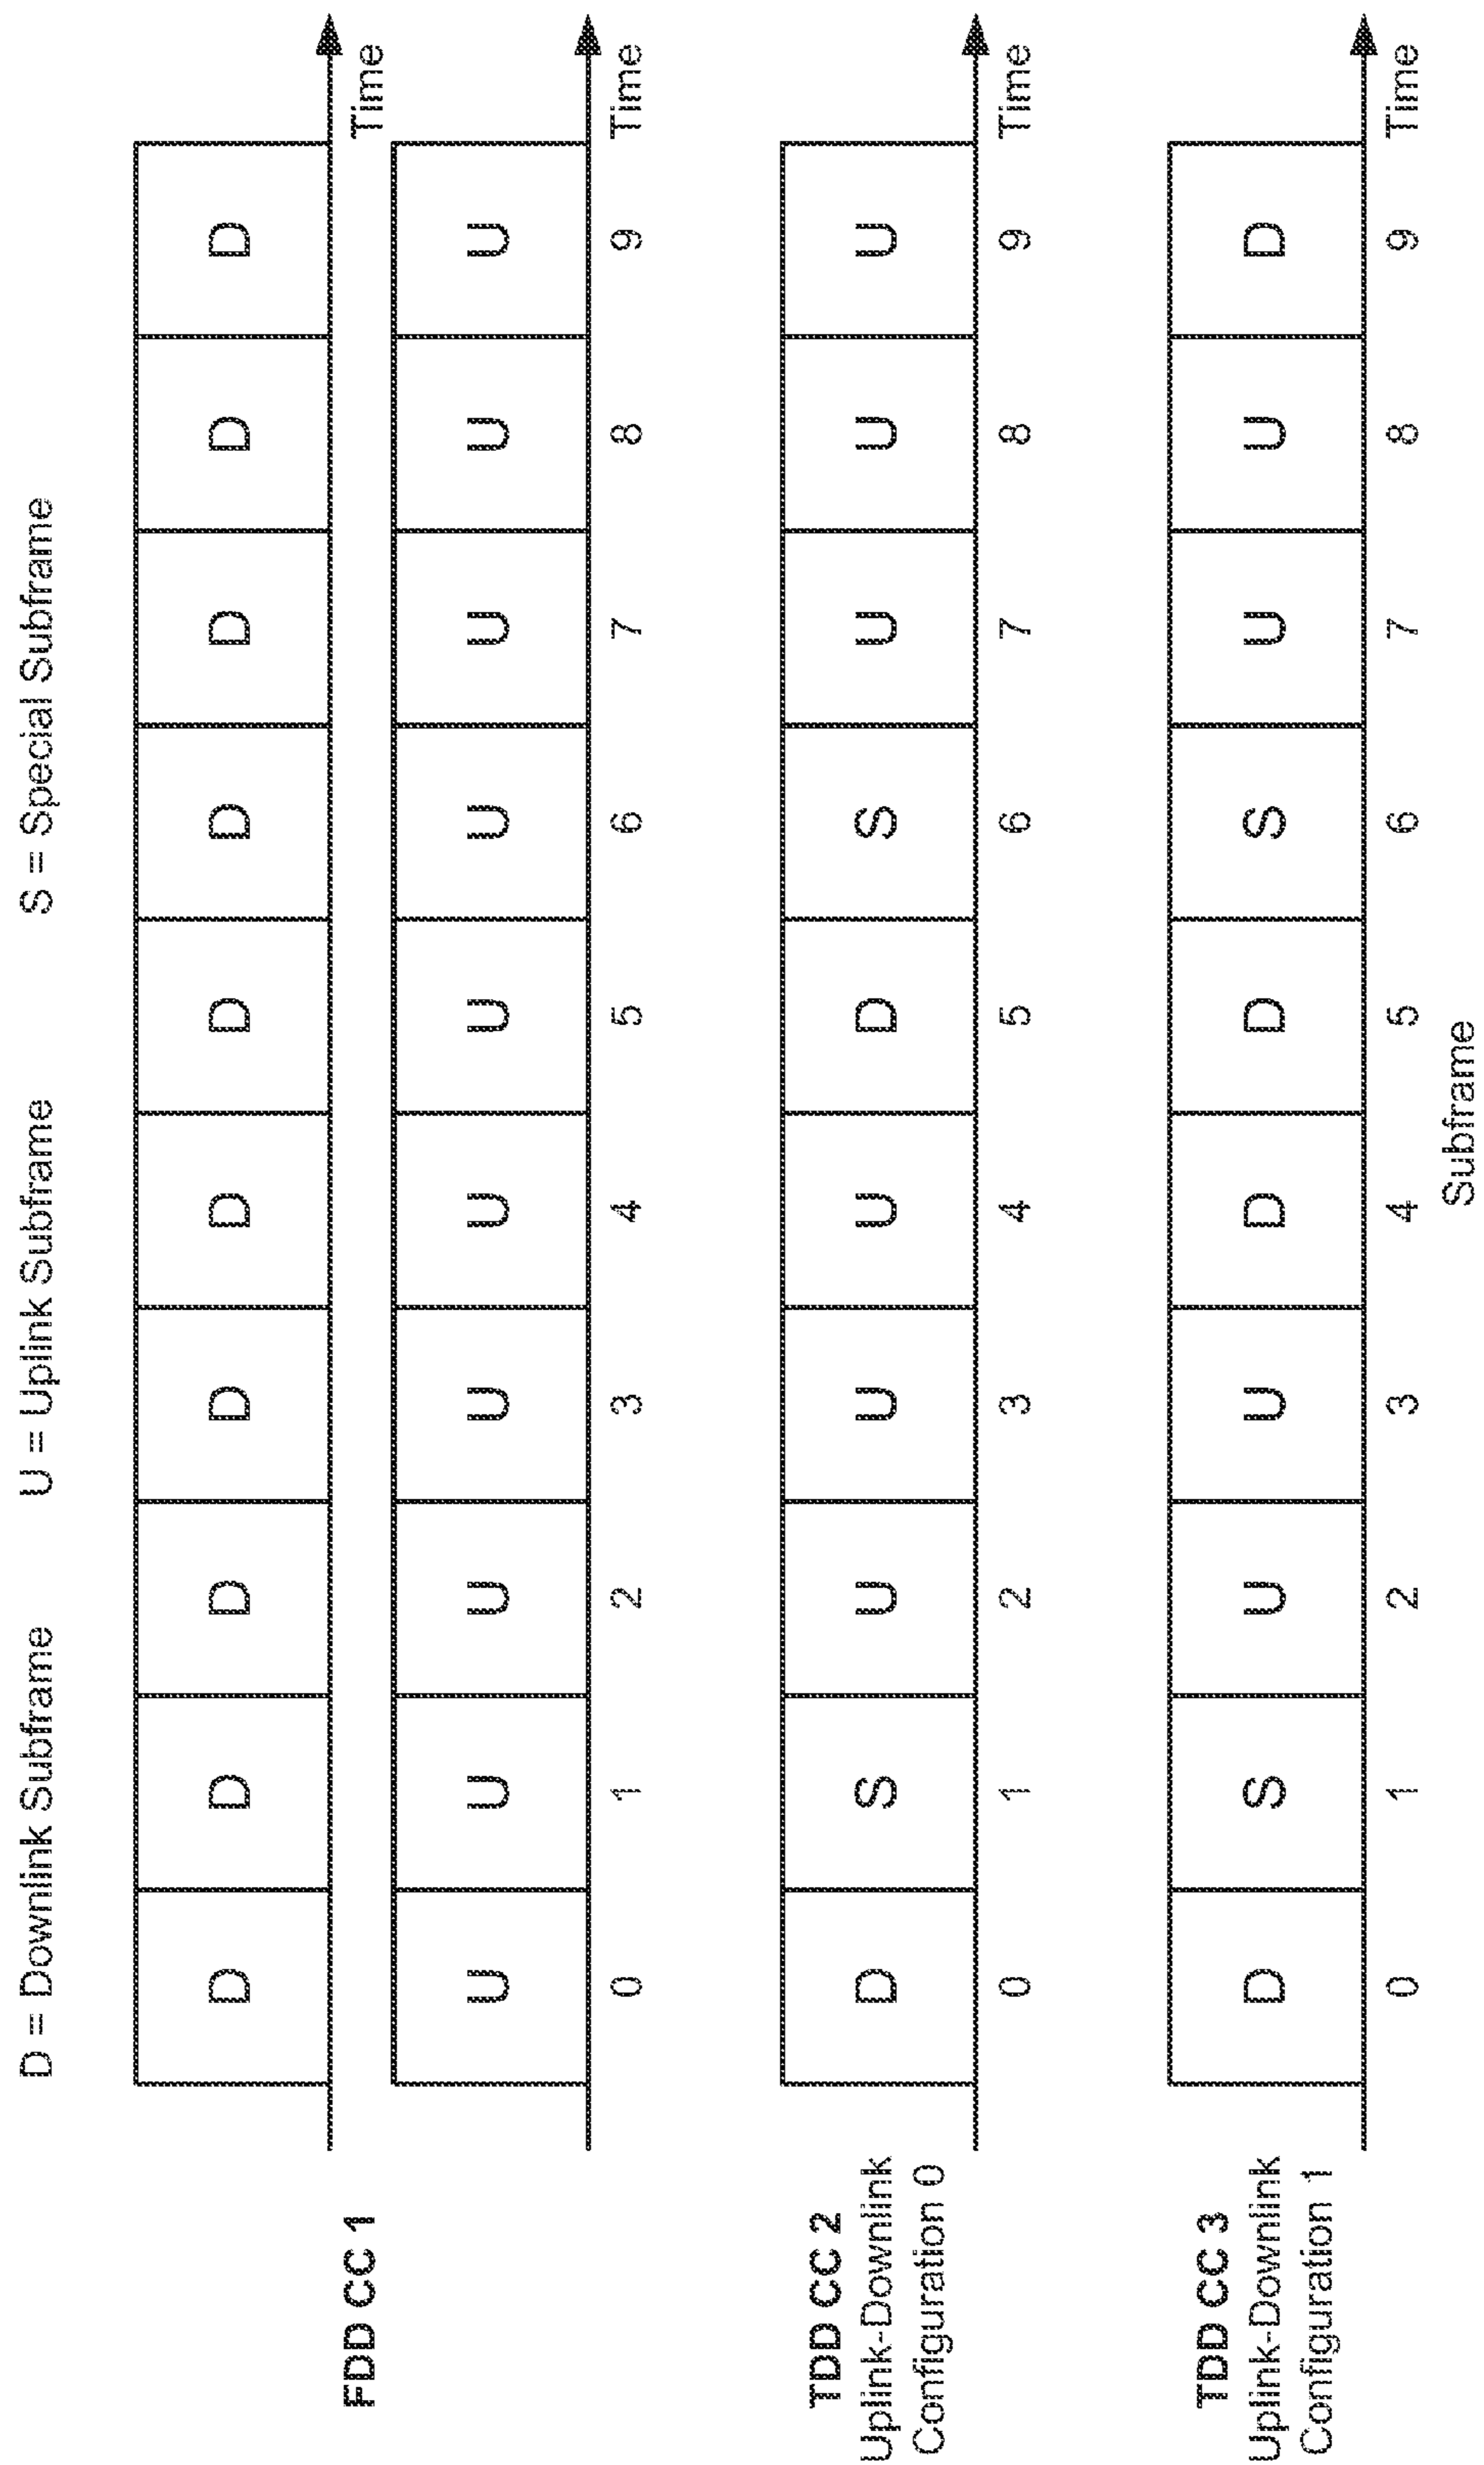 D = Downlink Subframe U = Uplink Subframe S = Special Subframe
D D D D D D D D D D
FDD CC 1
Time
U U U U U U U U U U
0 1 2 3 4 5 6 7 8 9 Time
TDD CC 2
Uplink-Downlink
Configuration 0
D S U U U D S U U U
0 1 2 3 4 5 6 7 8 9 Time
TDD CC 3
Uplink-Downlink
Configuration 1
D S U U D D S U U D
0 1 2 3 4 5 6 7 8 9 Time
Subframe